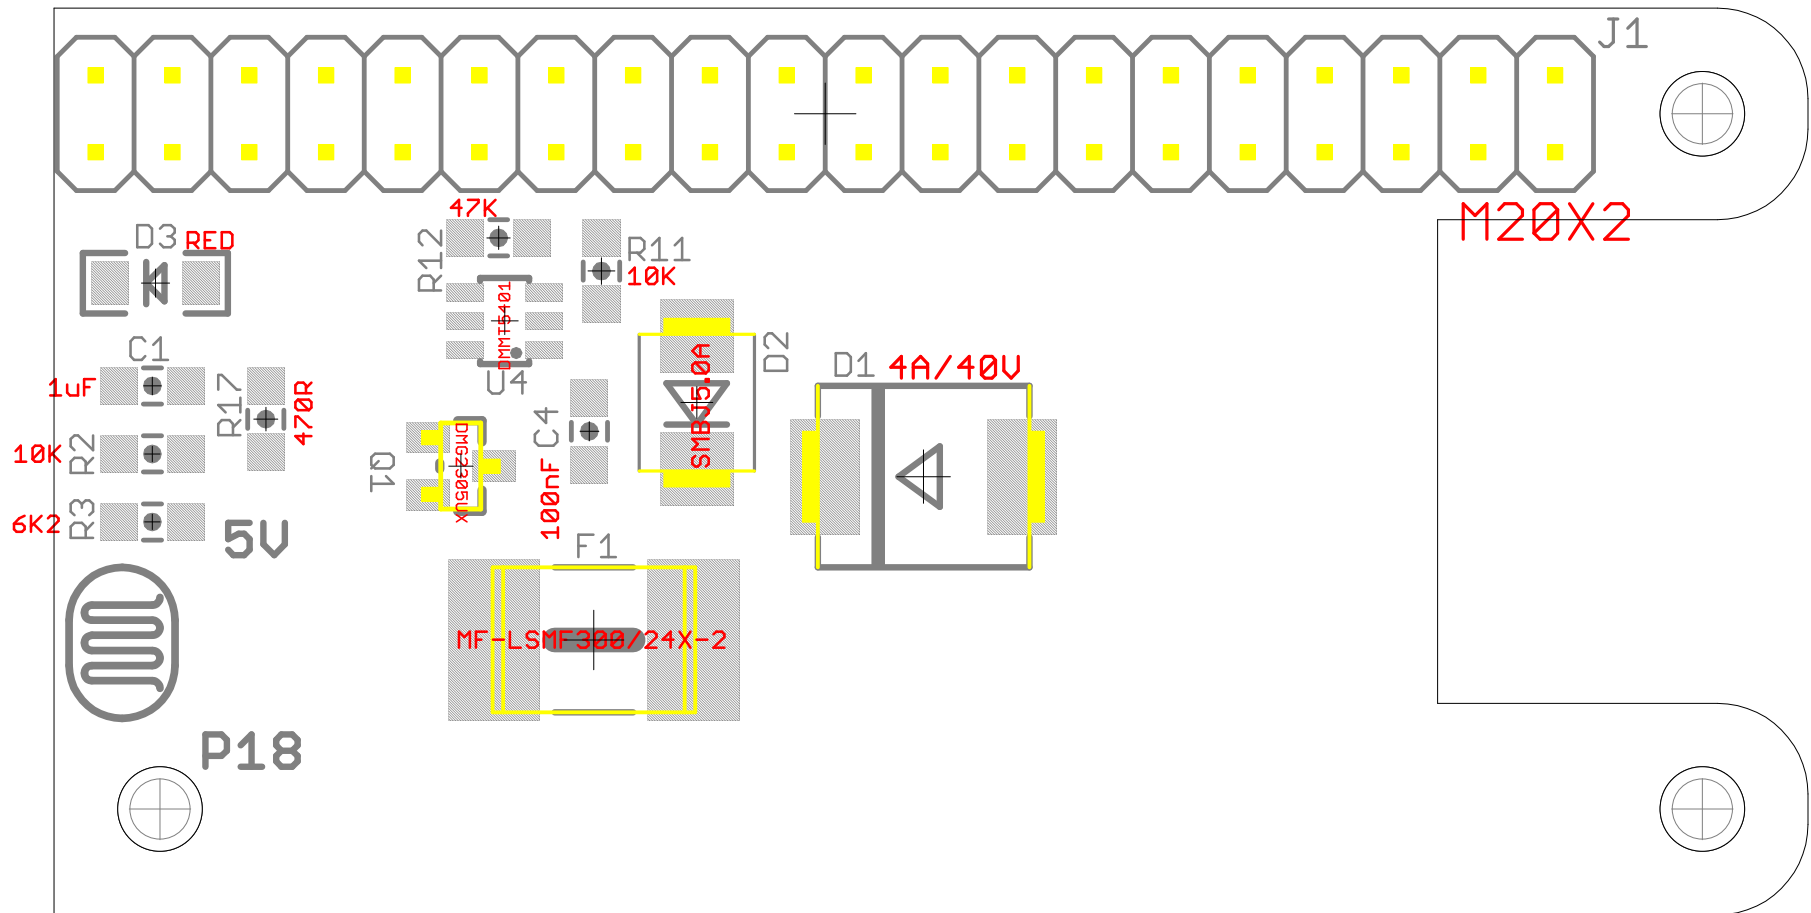 J1
M20X2
47K
D3 RED
R12
R11
10K
DMMT5401
U4
C1
1uF
R17
470R
10K
R2
6K2
R3
5V
Q1
DMG2305UX
C4
100nF
D2
SMBJ5.0A
D1 4A/40V
F1
MF-LSMF300/24X-2
P18